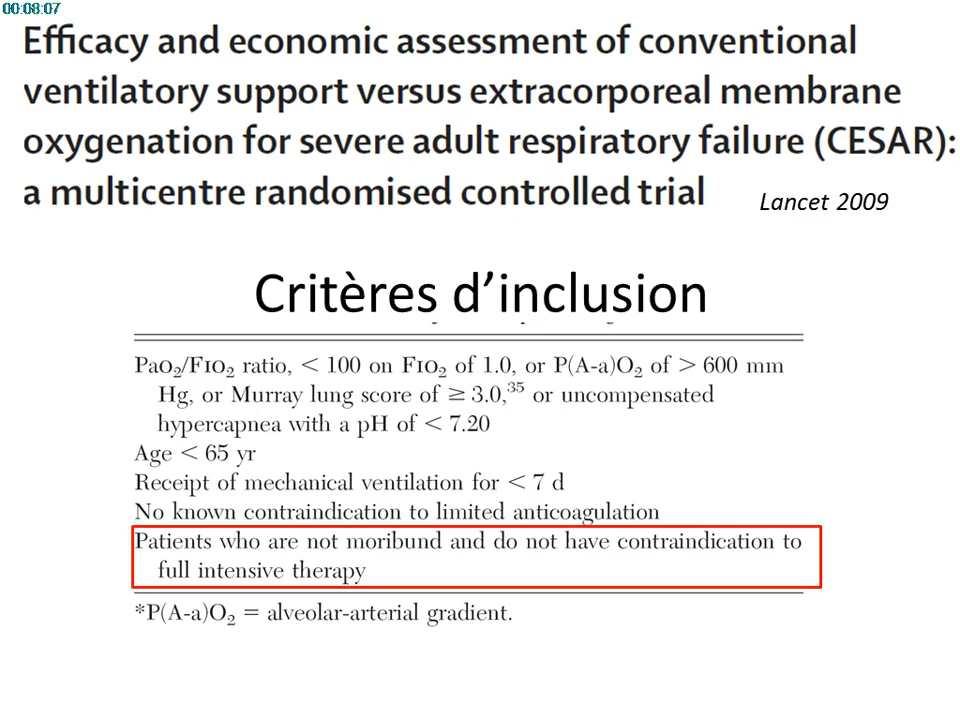 00:08:07
Efficacy and economic assessment of conventional
ventilatory support versus extracorporeal membrane
oxygenation for severe adult respiratory failure (CESAR):
a multicentre randomised controlled trial
Lancet 2009
Critères d’inclusion
PaO₂/FIO₂ ratio, < 100 on FIO₂ of 1.0, or P(A-a)O₂ of > 600 mm
Hg, or Murray lung score of ≥ 3.0,³⁵ or uncompensated
hypercapnea with a pH of < 7.20
Age < 65 yr
Receipt of mechanical ventilation for < 7 d
No known contraindication to limited anticoagulation
Patients who are not moribund and do not have contraindication to
full intensive therapy
*P(A-a)O₂ = alveolar-arterial gradient.